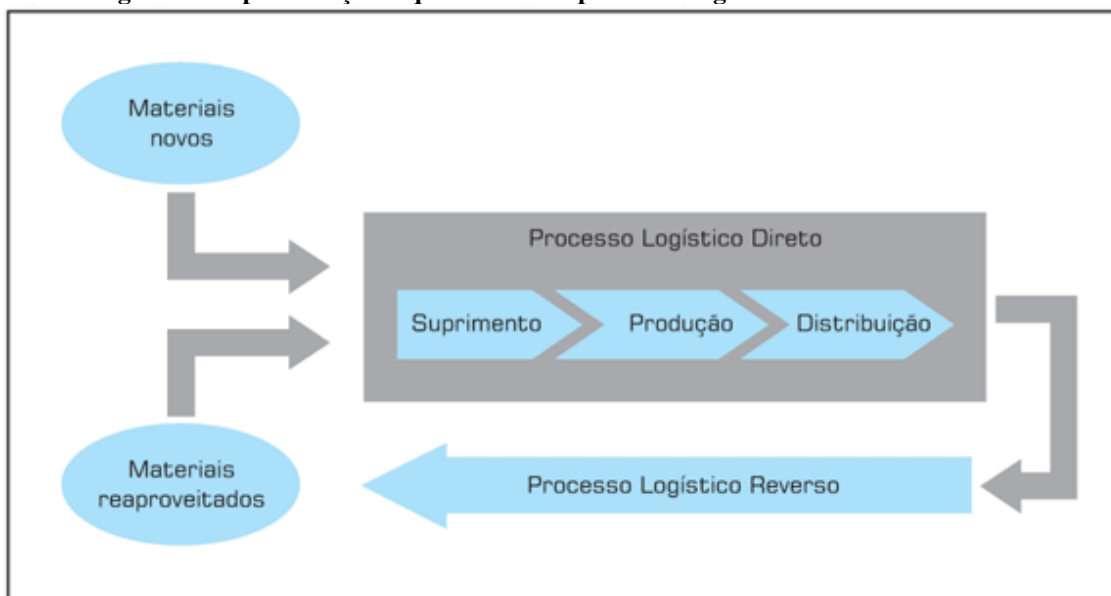 Materiais
novos
Processo Logístico Direto
Suprimento
Produção
Distribuição
Materiais
reaproveitados
Processo Logístico Reverso